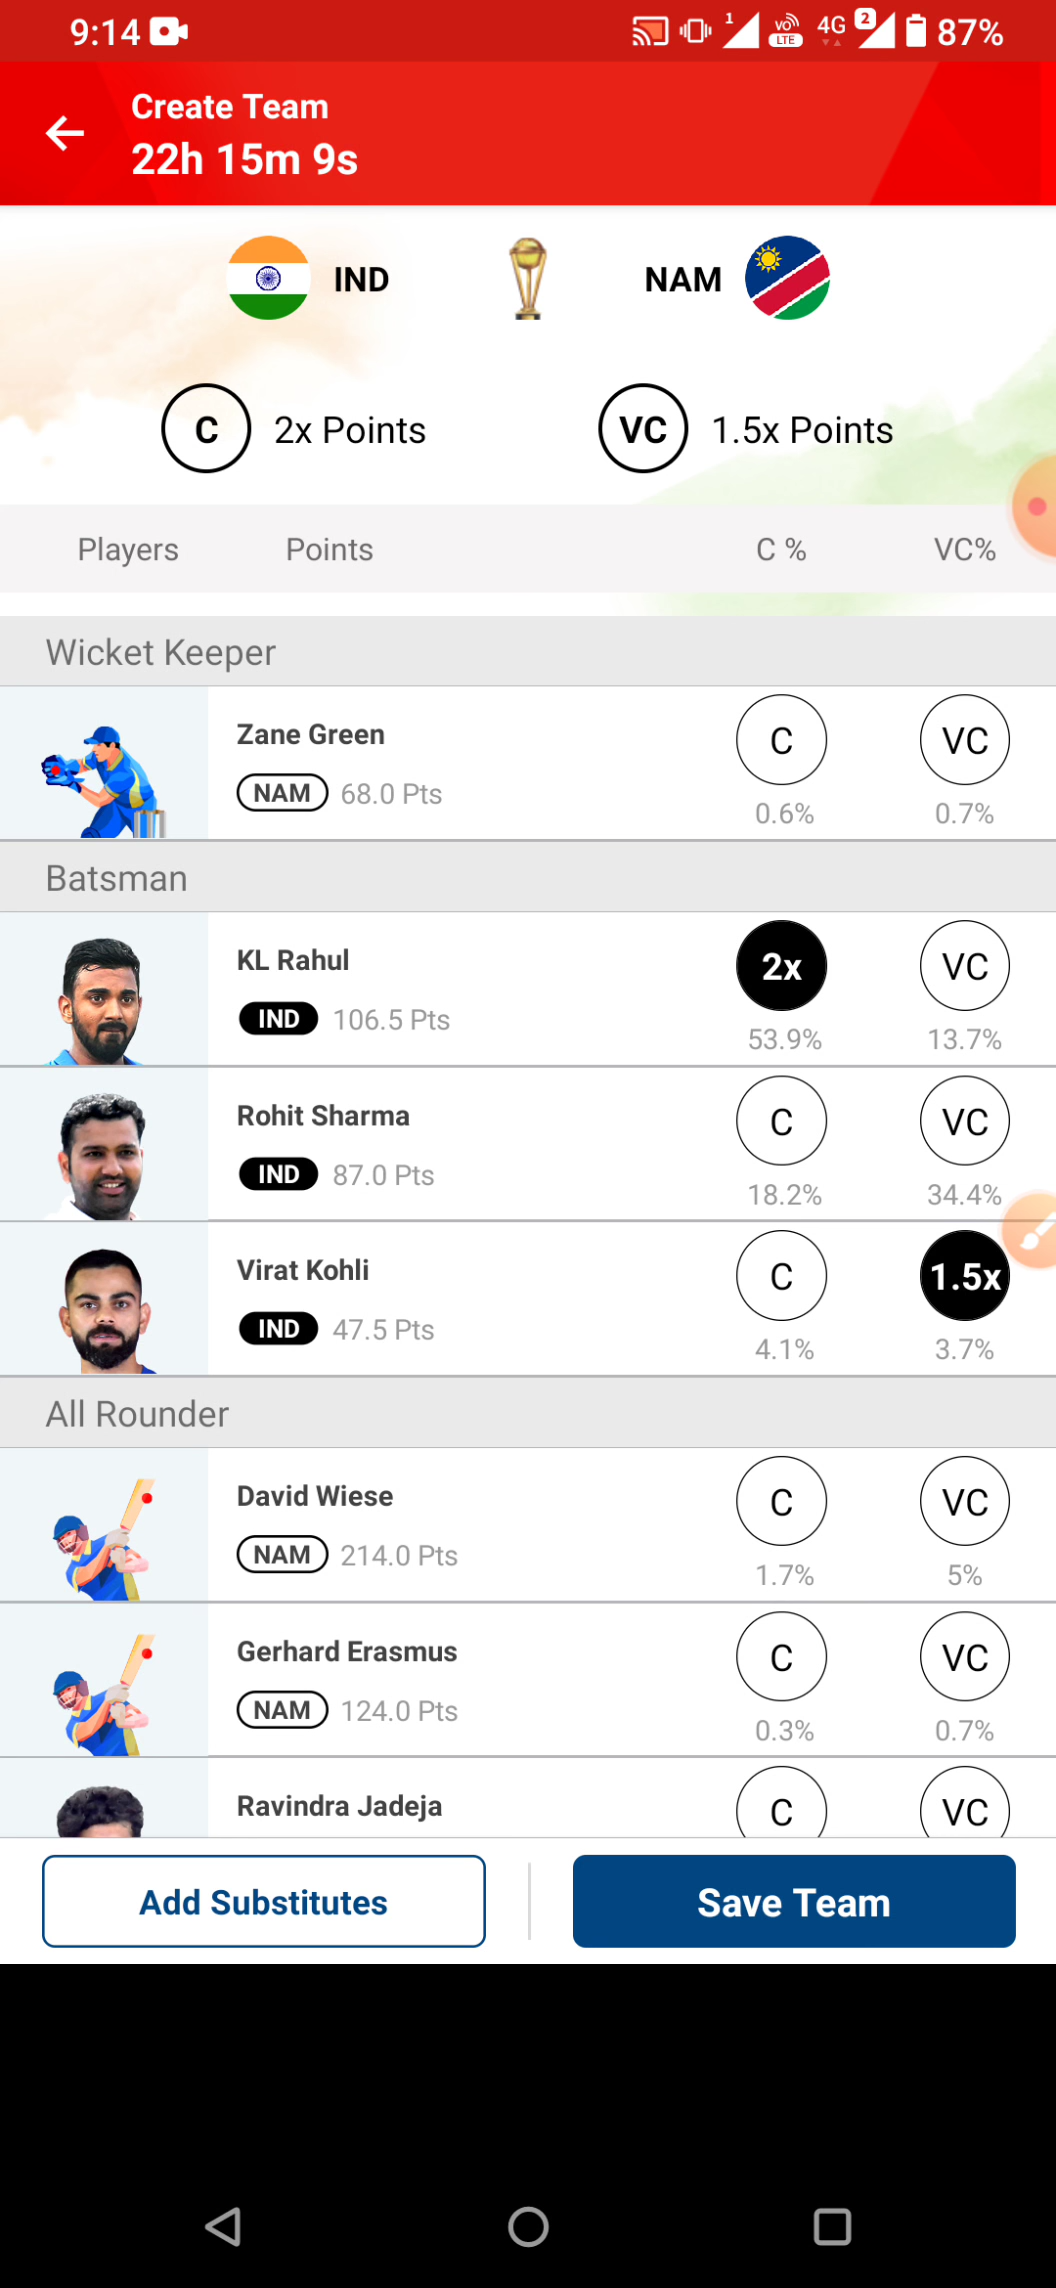 9:14 1 VO LTE 4G 2 87%
Create Team
22h 15m 9s
IND NAM
C 2x Points VC 1.5x Points
Players Points C % VC%
Wicket Keeper
Zane Green C VC
NAM 68.0 Pts 0.6% 0.7%
Batsman
KL Rahul 2x VC
IND 106.5 Pts 53.9% 13.7%
Rohit Sharma C VC
IND 87.0 Pts 18.2% 34.4%
Virat Kohli C 1.5x
IND 47.5 Pts 4.1% 3.7%
All Rounder
David Wiese C VC
NAM 214.0 Pts 1.7% 5%
Gerhard Erasmus C VC
NAM 124.0 Pts 0.3% 0.7%
Ravindra Jadeja C VC
Add Substitutes Save Team